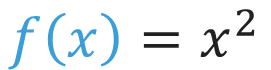 f(x) = x²